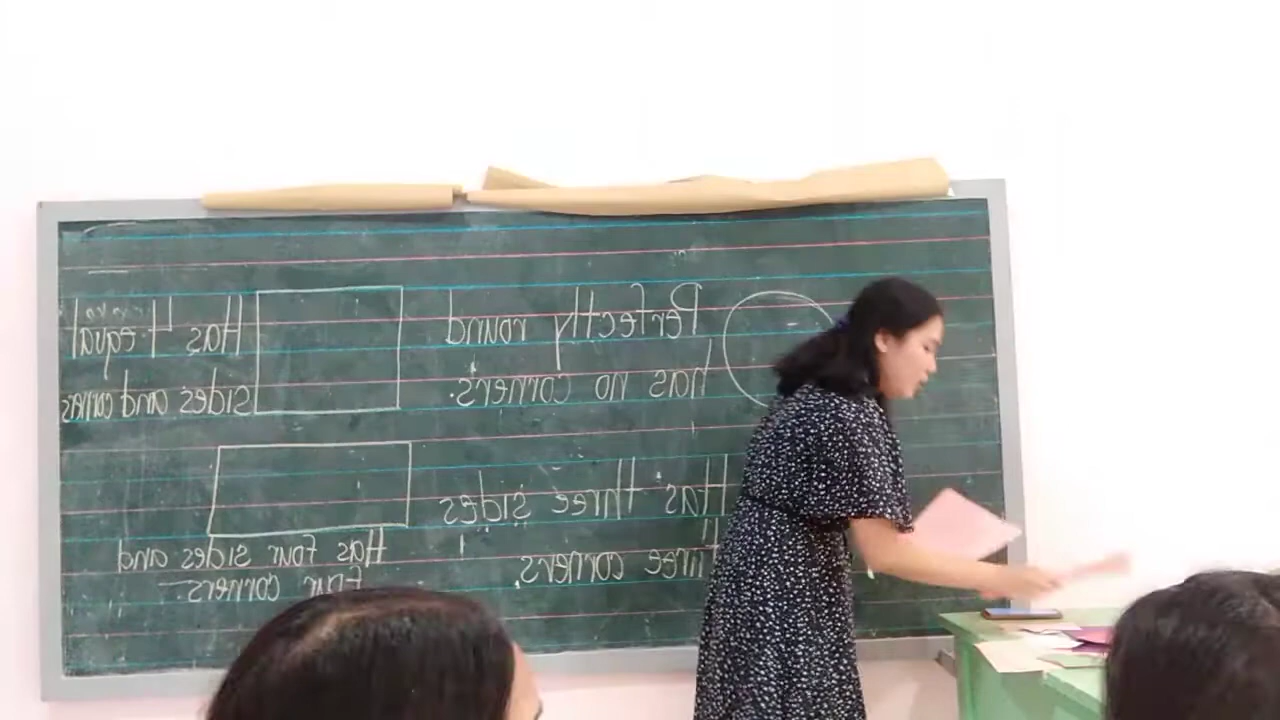 Perfectly round
has no corners.
Has 4 equal
sides and corners
Has three sides
three corners.
Has four sides and
Four corners.